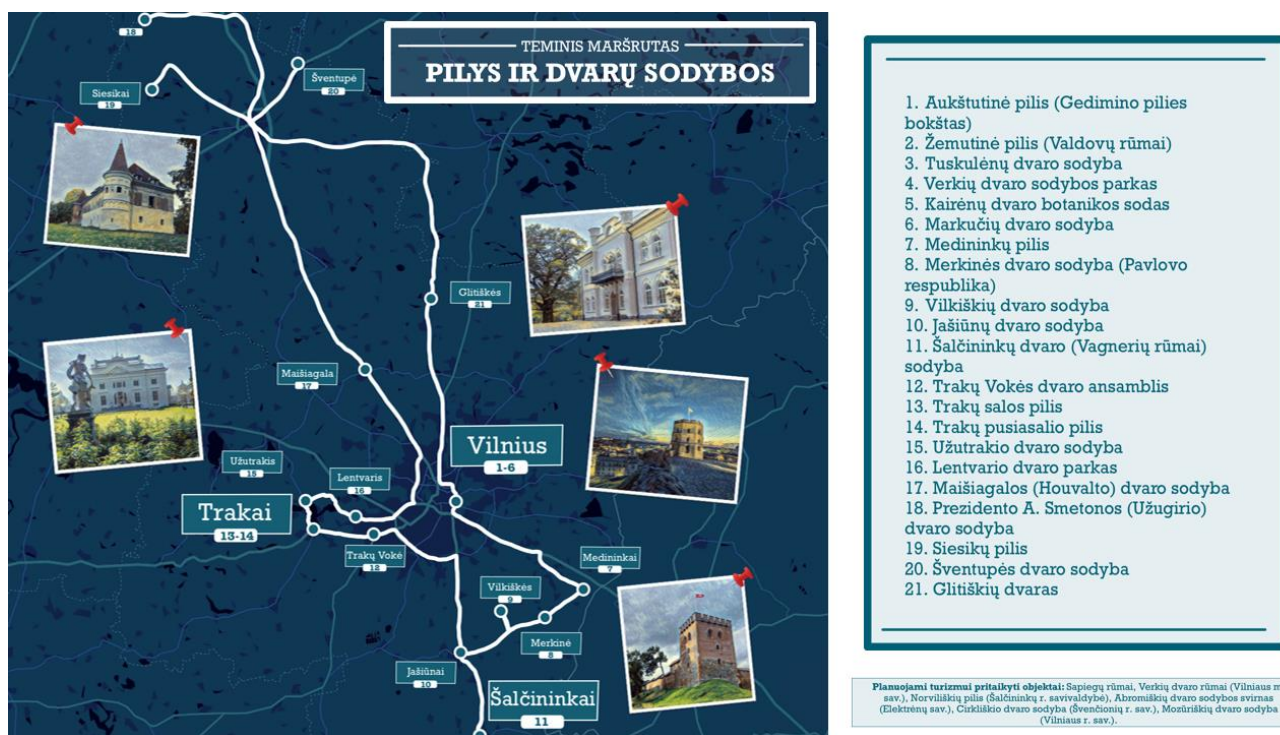 TEMINIS MARŠRUTAS
PILYS IR DVARŲ SODYBOS
18
Siesikai
19
Šventupė
20
Glitiškės
21
Maišiagala
17
Vilnius
1-6
Užutrakis
15
Lentvaris
16
Trakai
13-14
Trakų Vokė
12
Medininkai
7
Vilkiškės
9
Merkinė
8
Jašiūnai
10
Šalčininkai
11
1. Aukštutinė pilis (Gedimino pilies
bokštas)
2. Žemutinė pilis (Valdovų rūmai)
3. Tuskulėnų dvaro sodyba
4. Verkių dvaro sodybos parkas
5. Kairėnų dvaro botanikos sodas
6. Markučių dvaro sodyba
7. Medininkų pilis
8. Merkinės dvaro sodyba (Pavlovo
respublika)
9. Vilkiškių dvaro sodyba
10. Jašiūnų dvaro sodyba
11. Šalčininkų dvaro (Vagnerių rūmai)
sodyba
12. Trakų Vokės dvaro ansamblis
13. Trakų salos pilis
14. Trakų pusiasalio pilis
15. Užutrakio dvaro sodyba
16. Lentvario dvaro parkas
17. Maišiagalos (Houvalto) dvaro sodyba
18. Prezidento A. Smetonos (Užugirio)
dvaro sodyba
19. Siesikų pilis
20. Šventupės dvaro sodyba
21. Glitiškių dvaras
Planuojami turizmui pritaikyti objektai: Sapiegų rūmai, Verkių dvaro rūmai (Vilniaus m
sav.), Norviliškių pilis (Šalčininkų r. savivaldybė), Abromiškių dvaro sodybos svirnas
(Elektrėnų sav.), Cirkliškio dvaro sodyba (Švenčionių r. sav.), Mozūriškių dvaro sodyba
(Vilniaus r. sav.).